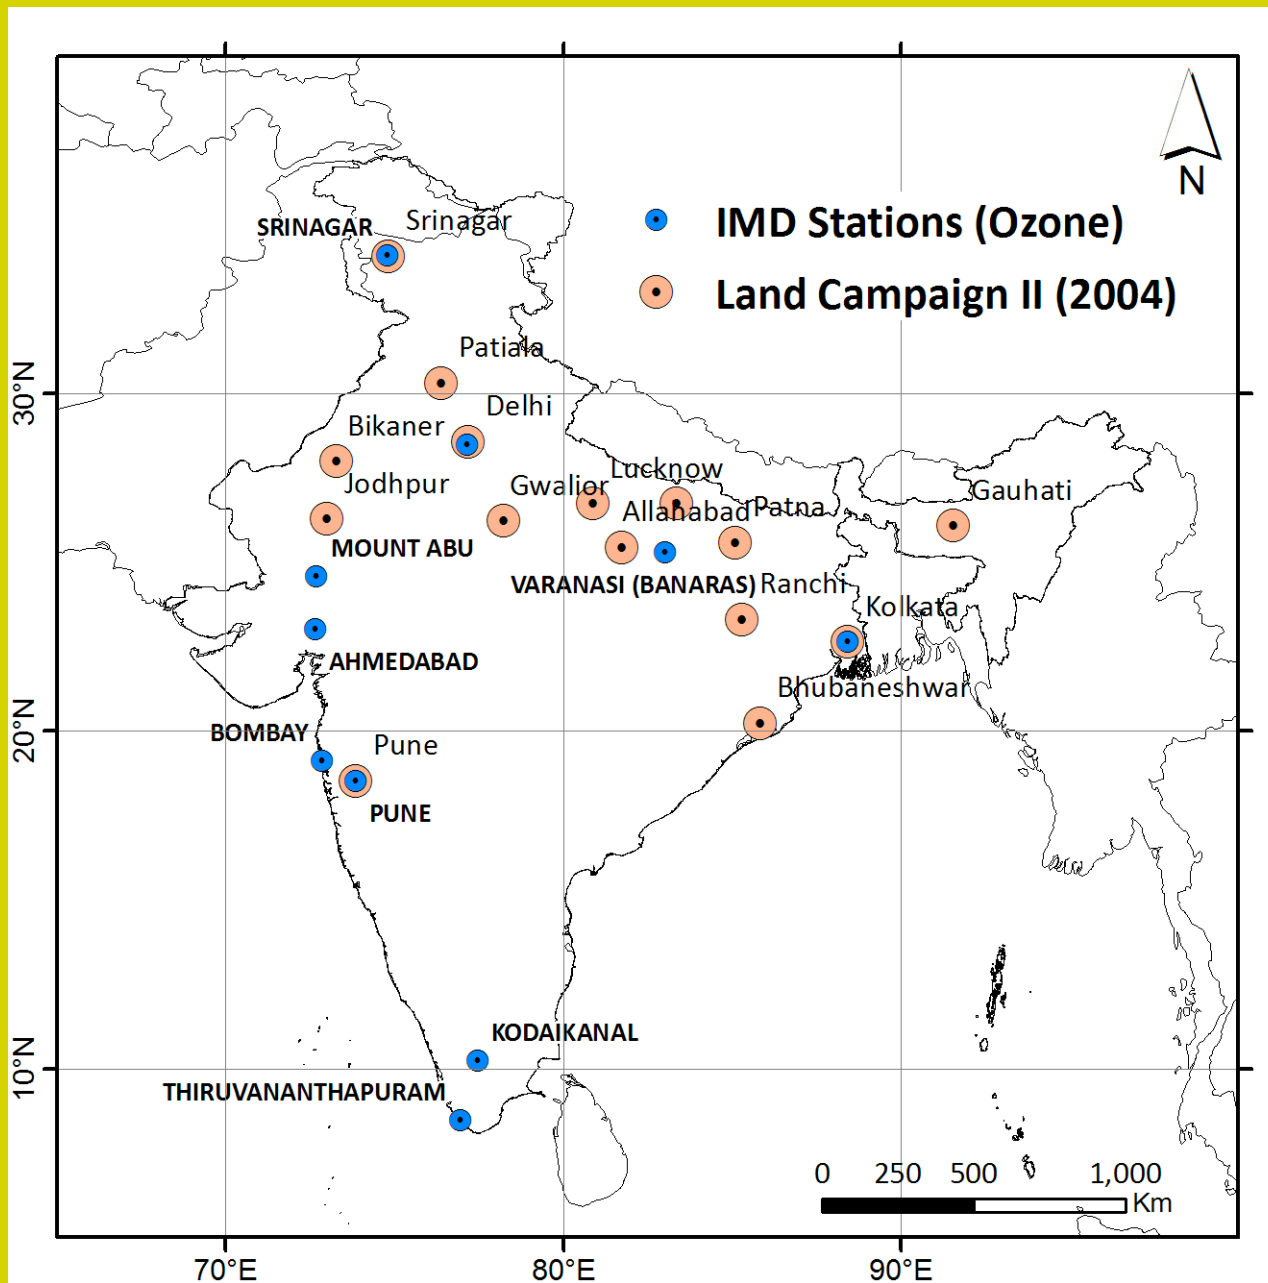 N
IMD Stations (Ozone)
Land Campaign II (2004)
SRINAGAR
Srinagar
Patiala
30°N
Delhi
Bikaner
Jodhpur
Lucknow
Gwalior
Gauhati
Allahabad
Patna
MOUNT ABU
VARANASI (BANARAS)
Ranchi
Kolkata
AHMEDABAD
Bhubaneshwar
20°N
BOMBAY
Pune
PUNE
KODAIKANAL
10°N
THIRUVANANTHAPURAM
0 250 500 1,000
Km
70°E 80°E 90°E